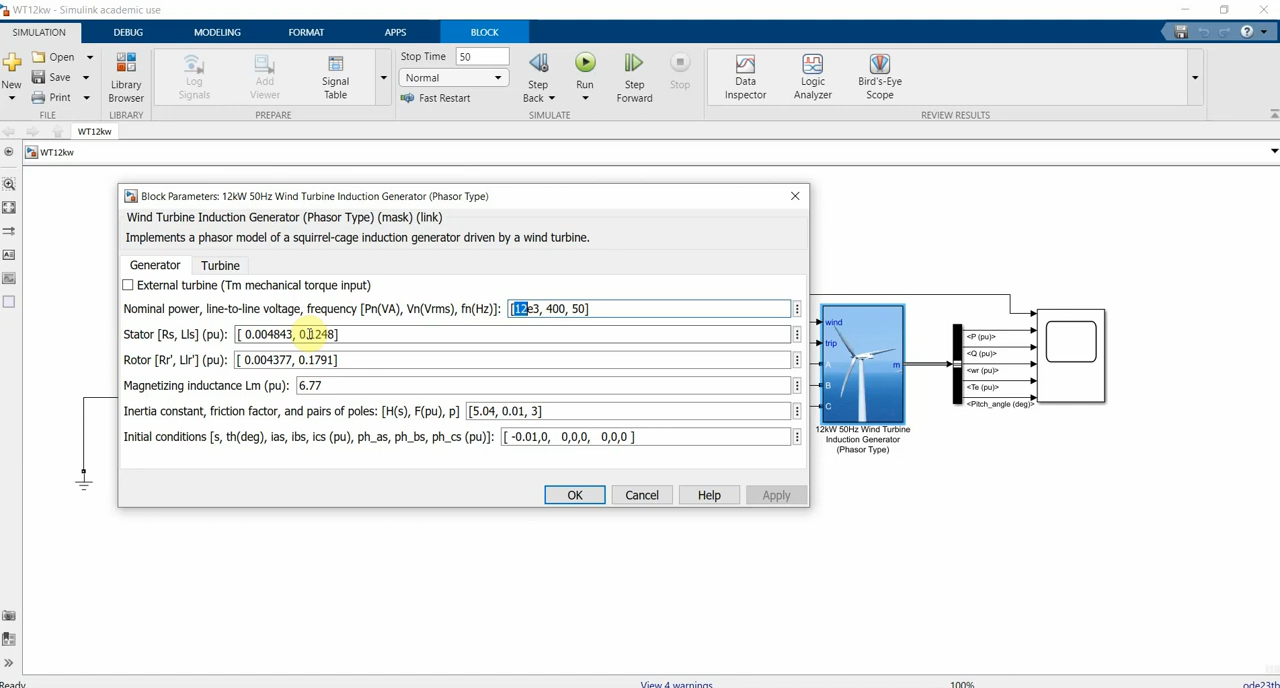 WT12kw - Simulink academic use
SIMULATION DEBUG MODELING FORMAT APPS BLOCK
New
Open
Save
Print
FILE
Library Browser
LIBRARY
Log Signals
Add Viewer
Signal Table
PREPARE
Stop Time 50
Normal
Fast Restart
Step Back
Run
Step Forward
Stop
SIMULATE
Data Inspector
Logic Analyzer
Bird's-Eye Scope
REVIEW RESULTS
WT12kw
WT12kw
Block Parameters: 12kW 50Hz Wind Turbine Induction Generator (Phasor Type)
Wind Turbine Induction Generator (Phasor Type) (mask) (link)
Implements a phasor model of a squirrel-cage induction generator driven by a wind turbine.
Generator Turbine
External turbine (Tm mechanical torque input)
Nominal power, line-to-line voltage, frequency [Pn(VA), Vn(Vrms), fn(Hz)]: [12e3, 400, 50]
Stator [Rs, Lls] (pu): [ 0.004843, 0.1248]
Rotor [Rr', Llr'] (pu): [ 0.004377, 0.1791]
Magnetizing inductance Lm (pu): 6.77
Inertia constant, friction factor, and pairs of poles: [H(s), F(pu), p] [5.04, 0.01, 3]
Initial conditions [s, th(deg), ias, ibs, ics (pu), ph_as, ph_bs, ph_cs (pu)]: [ -0.01,0, 0,0,0, 0,0,0 ]
OK Cancel Help Apply
wind
trip
A
B
C
m
12kW 50Hz Wind Turbine
Induction Generator
(Phasor Type)
<P (pu)>
<Q (pu)>
<wr (pu)>
<Te (pu)>
<Pitch_angle (deg)>
Ready View 4 warnings 100% ode23tb